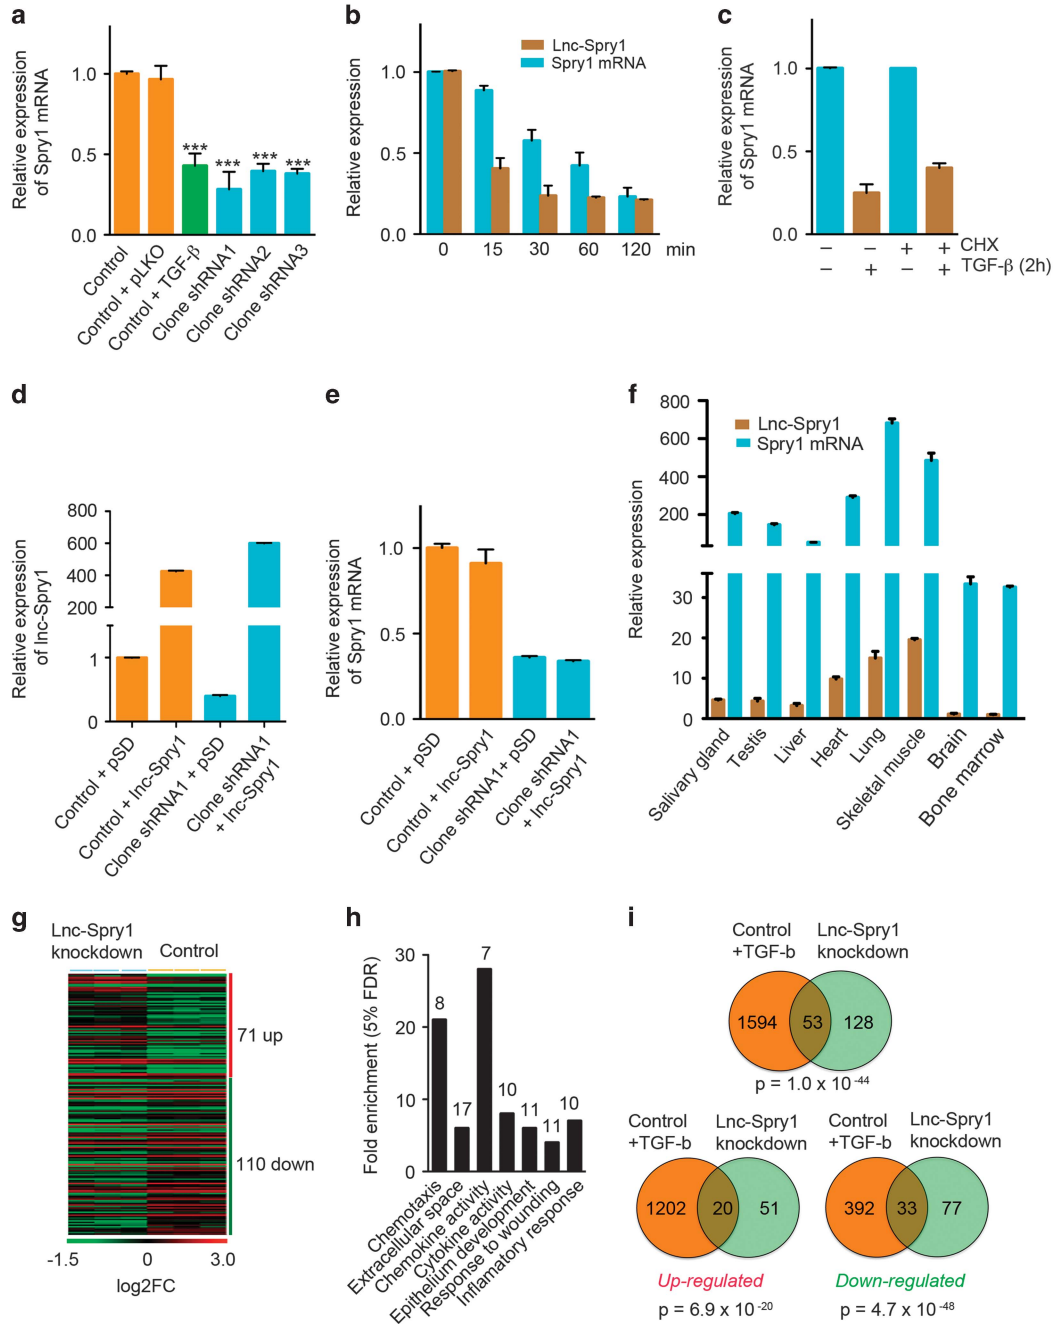 a
Relative expression
of Spry1 mRNA
1.0
0.5
0.0
***
***
***
***
Control
Control + pLKO
Control + TGF-β
Clone shRNA1
Clone shRNA2
Clone shRNA3
b
Relative expression
1.0
0.5
0.0
Lnc-Spry1
Spry1 mRNA
0
15
30
60
120
min
c
Relative expression
of Spry1 mRNA
1.0
0.5
0.0
– – + + CHX
– + – + TGF-β (2h)
d
Relative expression
of lnc-Spry1
800
600
400
200
1
0
Control + pSD
Control + lnc-Spry1
Clone shRNA1 + pSD
Clone shRNA1
+ lnc-Spry1
e
Relative expression
of Spry1 mRNA
1.0
0.5
0.0
Control + pSD
Control + lnc-Spry1
Clone shRNA1+ pSD
Clone shRNA1
+ lnc-Spry1
f
Relative expression
800
600
400
200
30
20
10
0
Lnc-Spry1
Spry1 mRNA
Salivary gland
Testis
Liver
Heart
Lung
Skeletal muscle
Brain
Bone marrow
g
Lnc-Spry1
knockdown
Control
71 up
110 down
-1.5
0
3.0
log2FC
h
Fold enrichment (5% FDR)
30
20
10
0
8
17
7
10
11
11
10
Chemotaxis
Extracellular space
Chemokine activity
Cytokine activity
Epithelium development
Response to wounding
Inflamatory response
i
Control
+TGF-b
Lnc-Spry1
knockdown
1594
53
128
p = 1.0 x 10 -44
Control
+TGF-b
Lnc-Spry1
knockdown
1202
20
51
Up-regulated
p = 6.9 x 10 -20
Control
+TGF-b
Lnc-Spry1
knockdown
392
33
77
Down-regulated
p = 4.7 x 10 -48